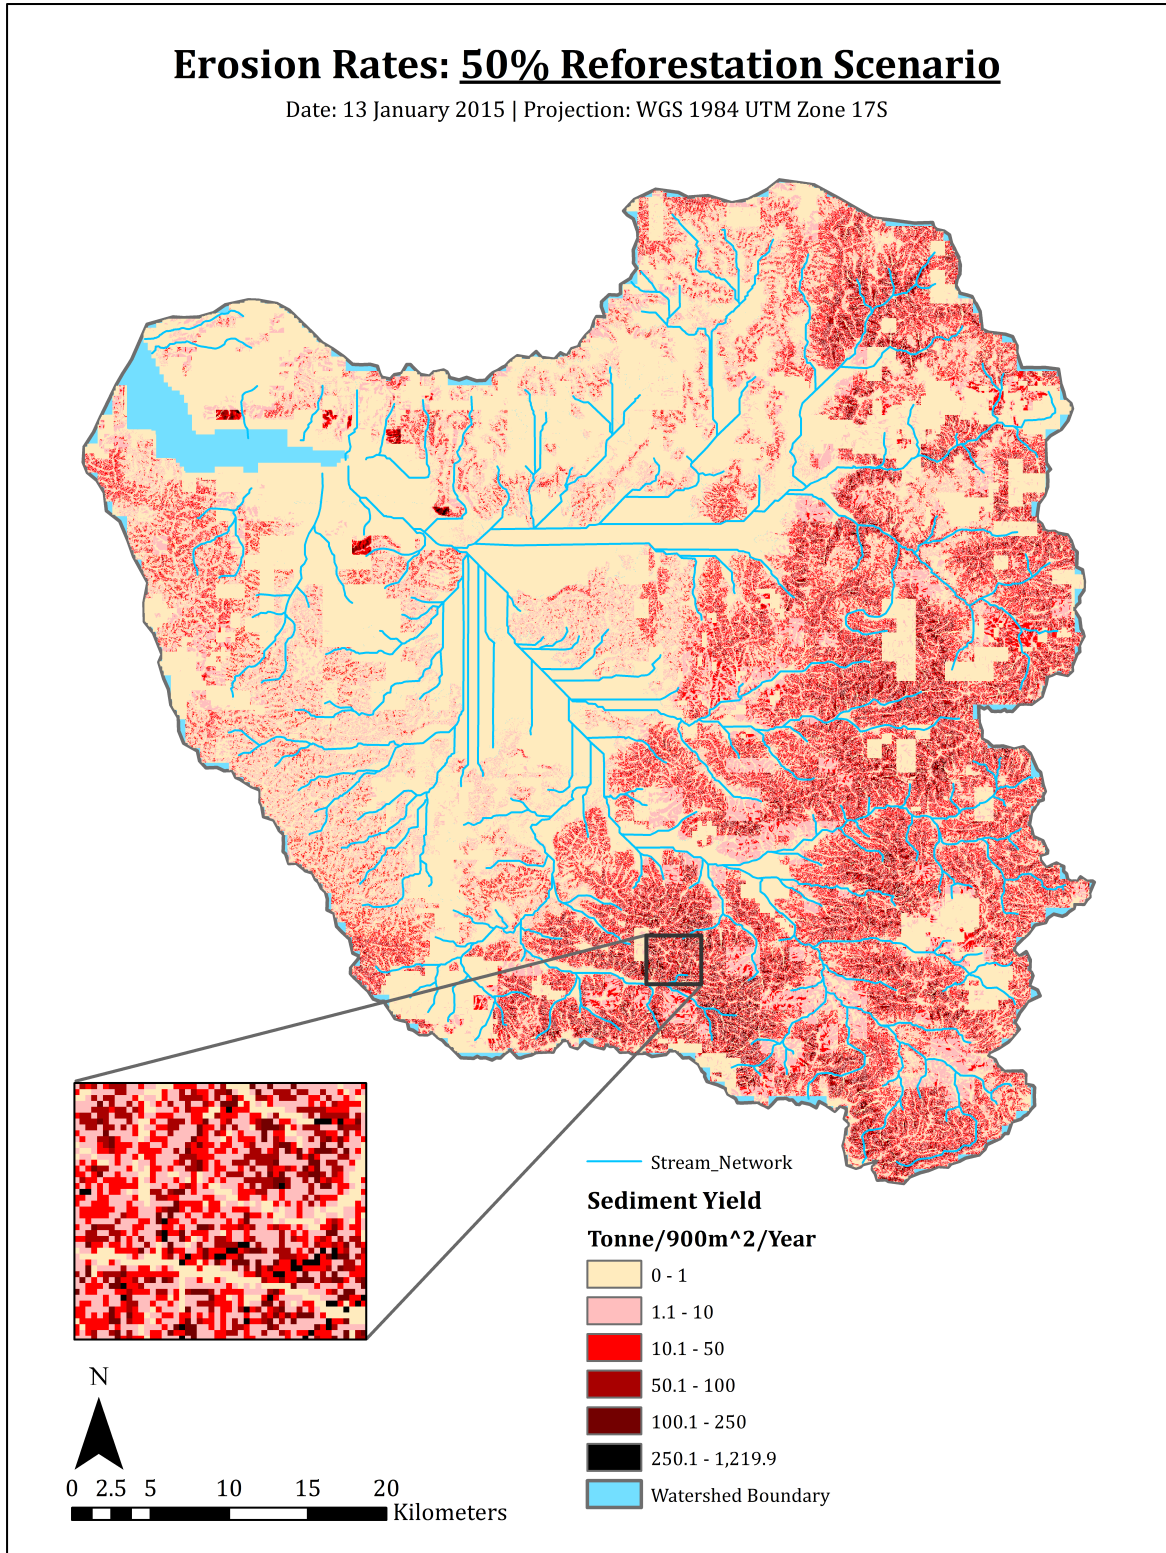 Erosion Rates: 50% Reforestation Scenario
Date: 13 January 2015 | Projection: WGS 1984 UTM Zone 17S
Stream_Network
Sediment Yield
Tonne/900m^2/Year
0 - 1
1.1 - 10
10.1 - 50
50.1 - 100
100.1 - 250
250.1 - 1,219.9
Watershed Boundary
N
0 2.5 5 10 15 20
Kilometers